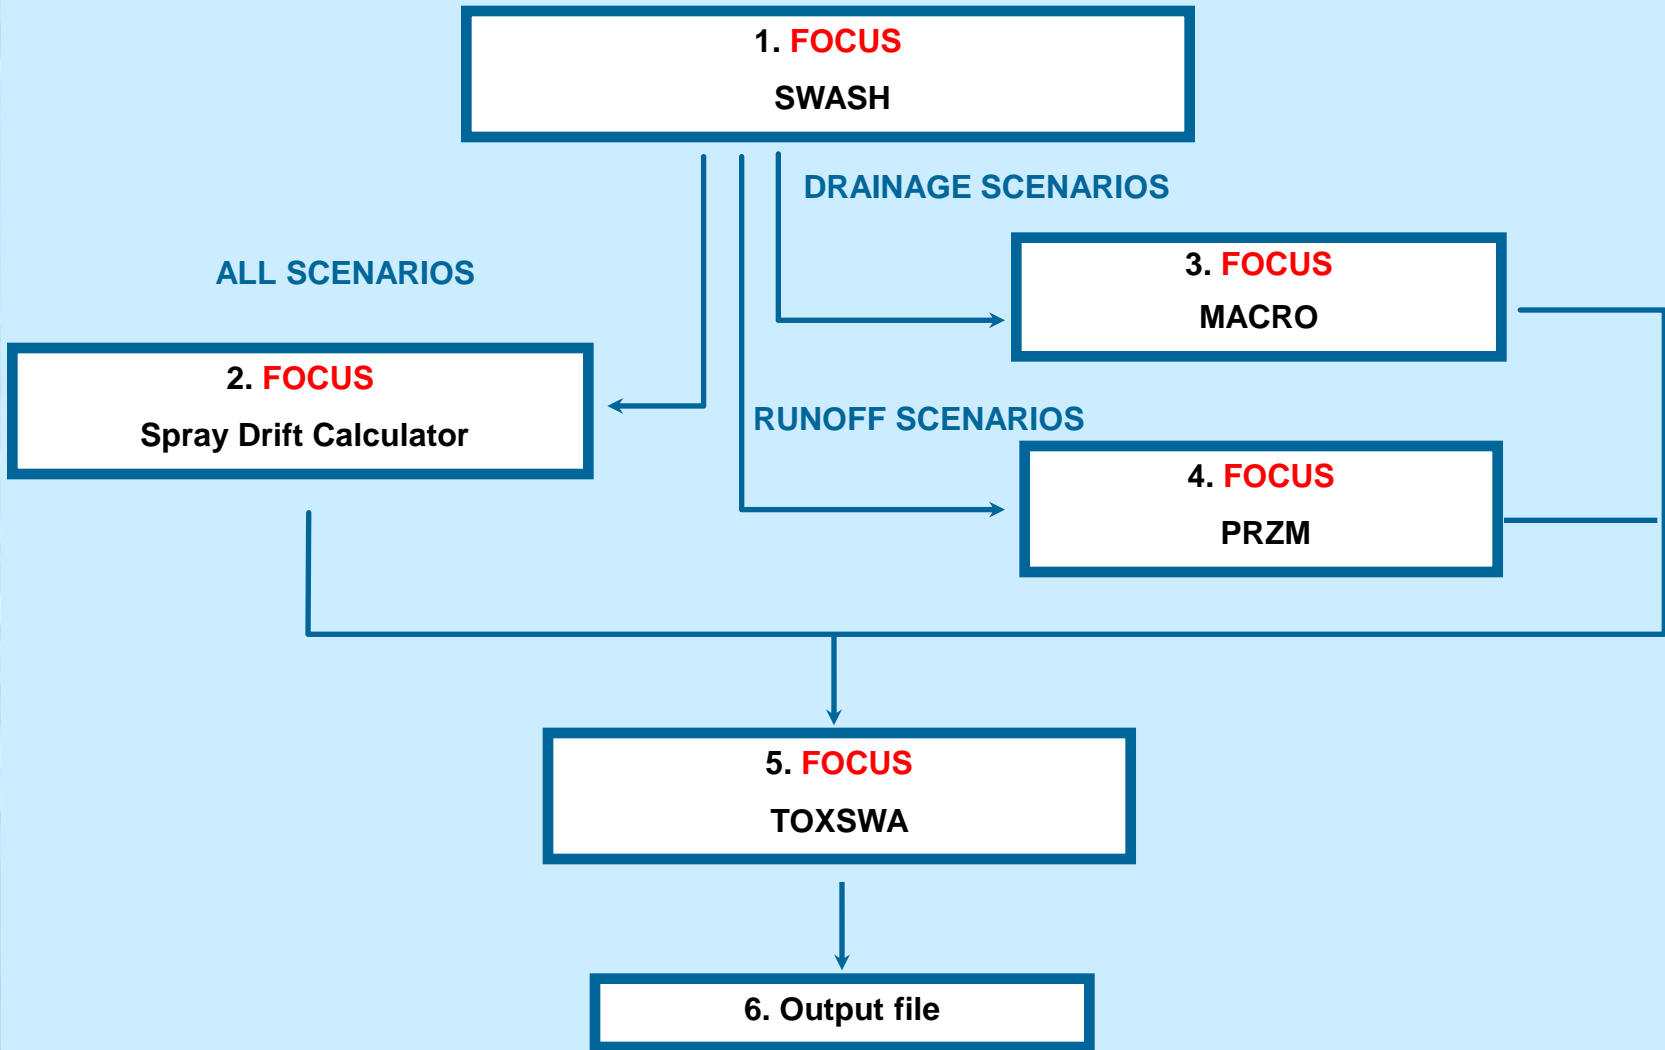 1. FOCUS
SWASH
DRAINAGE SCENARIOS
ALL SCENARIOS
3. FOCUS
MACRO
2. FOCUS
Spray Drift Calculator
RUNOFF SCENARIOS
4. FOCUS
PRZM
5. FOCUS
TOXSWA
6. Output file